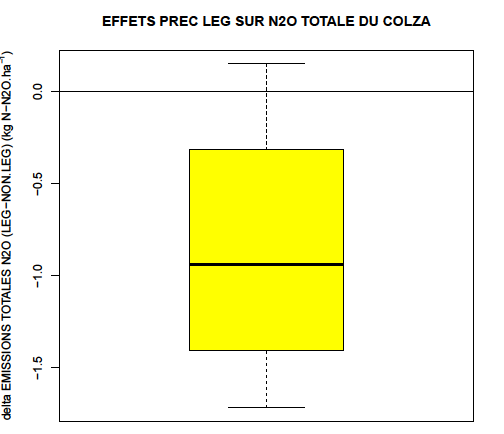 EFFETS PREC LEG SUR N2O TOTALE DU COLZA
delta EMISSIONS TOTALES N2O (LEG−NON.LEG) (kg N−N2O.ha⁻¹)
0.0
−0.5
−1.0
−1.5